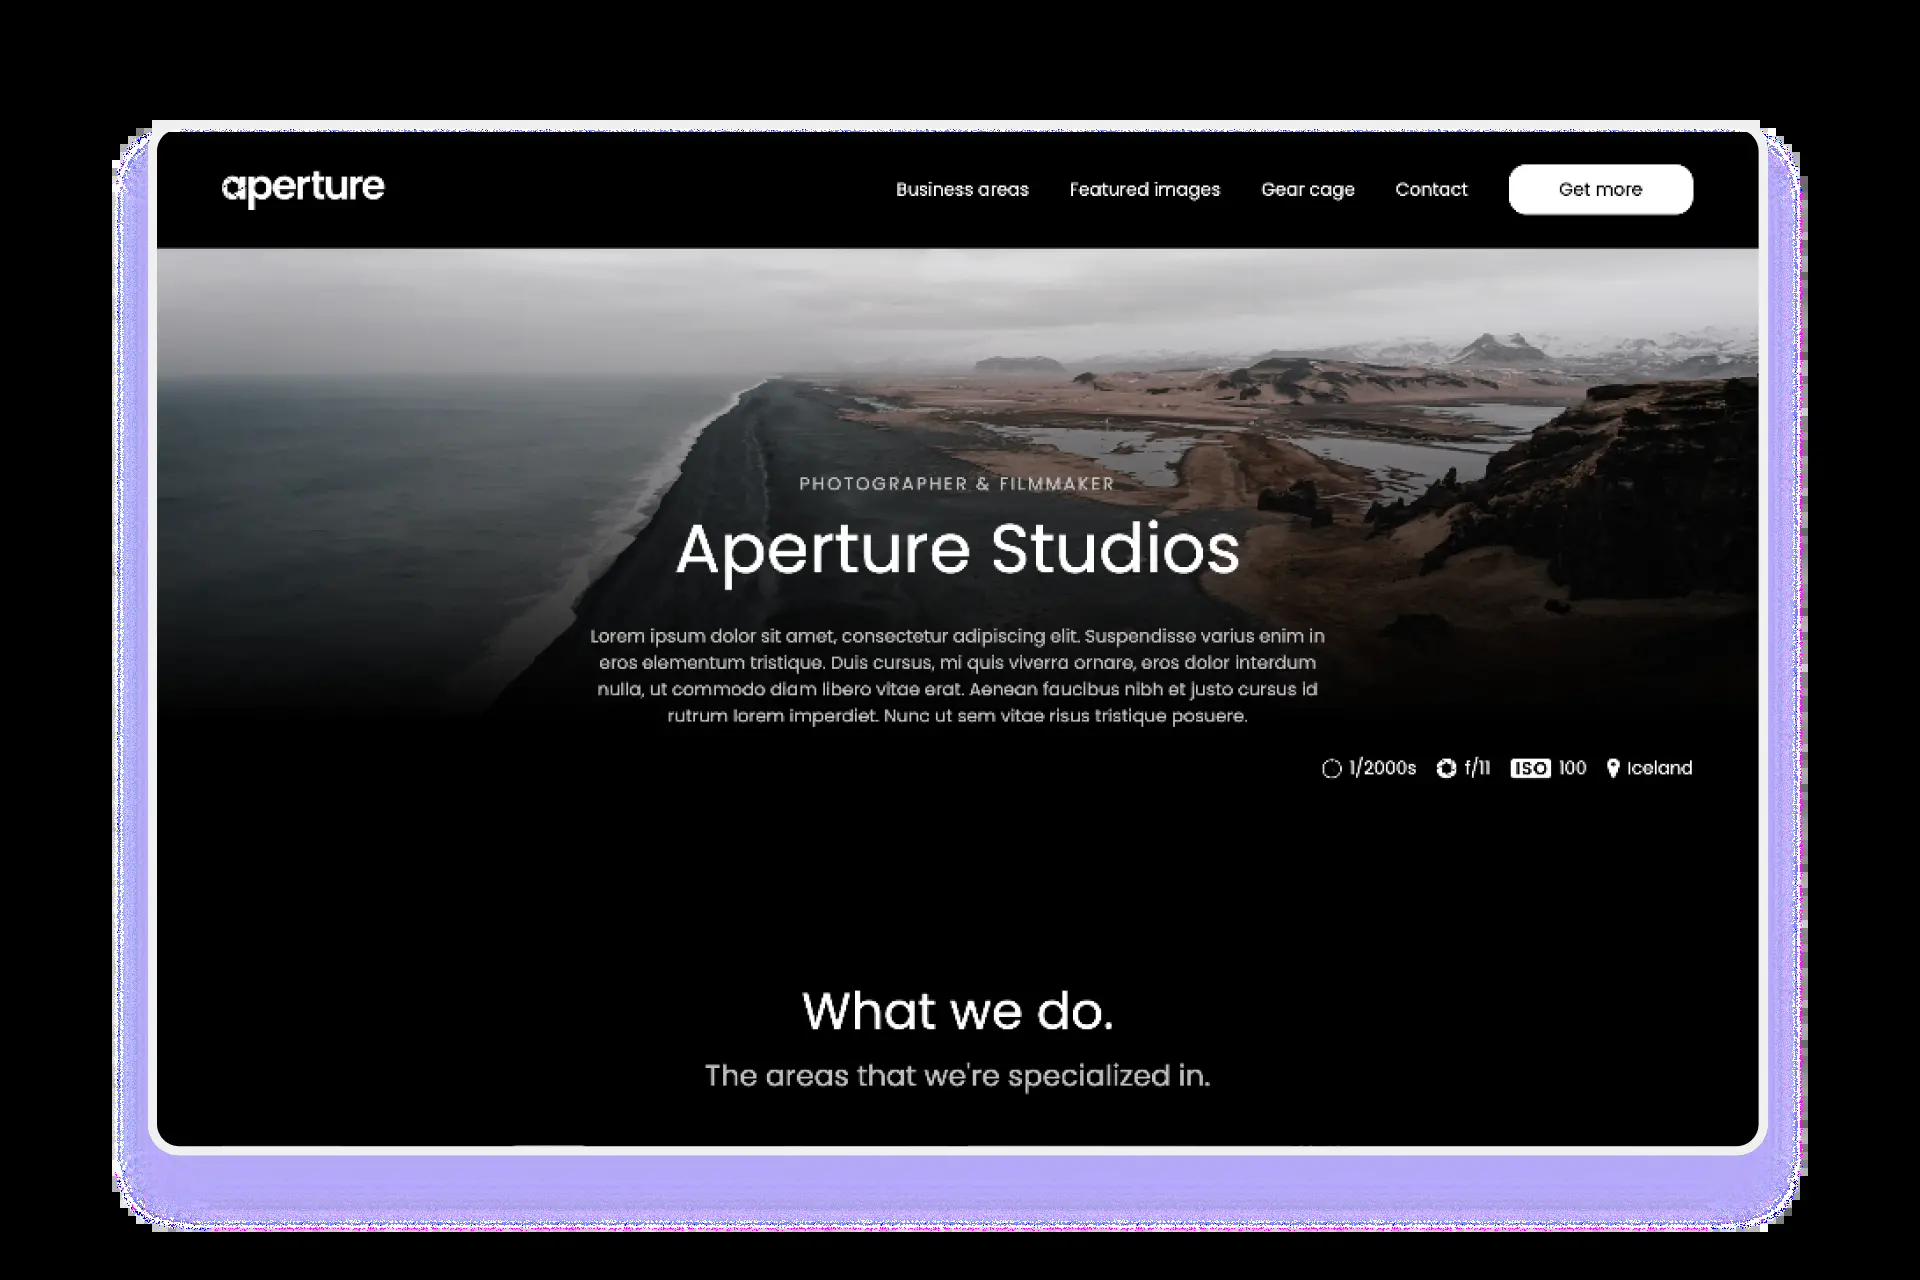 aperture
Business areas
Featured images
Gear cage
Contact
Get more
PHOTOGRAPHER & FILMMAKER
Aperture Studios
Lorem ipsum dolor sit amet, consectetur adipiscing elit. Suspendisse varius enim in
eros elementum tristique. Duis cursus, mi quis viverra ornare, eros dolor interdum
nulla, ut commodo diam libero vitae erat. Aenean faucibus nibh et justo cursus id
rutrum lorem imperdiet. Nunc ut sem vitae risus tristique posuere.
1/2000s f/11 ISO 100 Iceland
What we do.
The areas that we're specialized in.